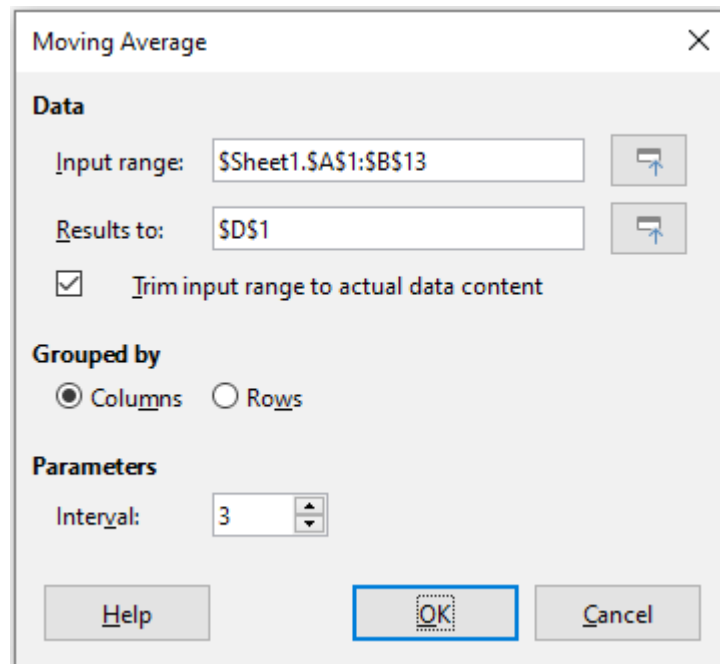 Moving Average
Data
Input range: $Sheet1.$A$1:$B$13
Results to: $D$1
Trim input range to actual data content
Grouped by
Columns Rows
Parameters
Interval: 3
Help OK Cancel